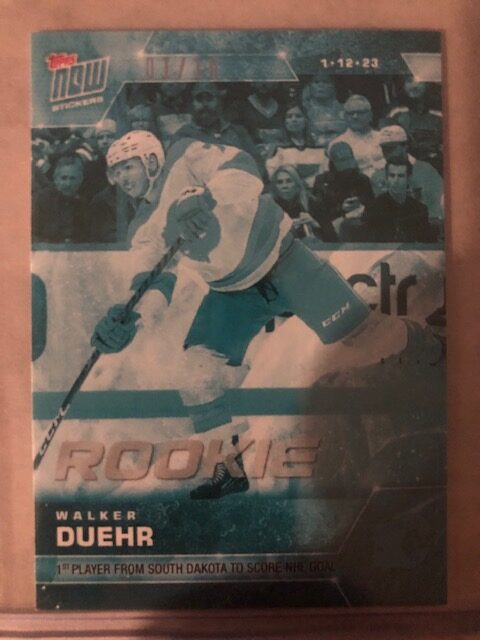 Topps
NOW
STICKERS
1•12•23
ctr
CCM
ROOKIE
WALKER
DUEHR
1ST PLAYER FROM SOUTH DAKOTA TO SCORE NHL GOAL